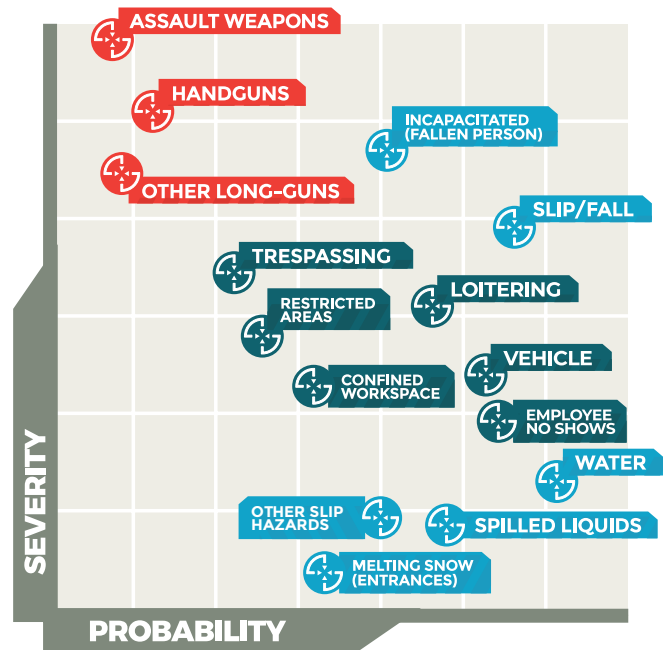 ASSAULT WEAPONS
HANDGUNS
INCAPACITATED
(FALLEN PERSON)
OTHER LONG-GUNS
SLIP/FALL
TRESPASSING
LOITERING
RESTRICTED
AREAS
VEHICLE
CONFINED
WORKSPACE
EMPLOYEE
NO SHOWS
WATER
OTHER SLIP
HAZARDS
SPILLED LIQUIDS
MELTING SNOW
(ENTRANCES)
SEVERITY
PROBABILITY